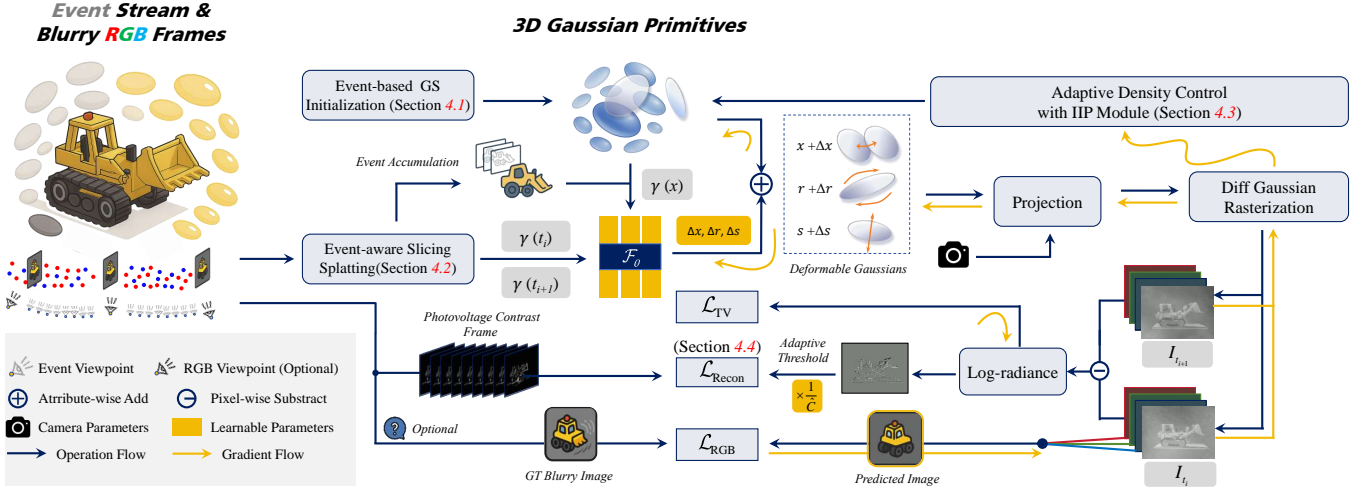 Event Stream &
Blurry RGB Frames
3D Gaussian Primitives
Event-based GS
Initialization (Section 4.1)
Adaptive Density Control
with IIP Module (Section 4.3)
Event Accumulation
γ (x)
x +Δx
r +Δr
s +Δs
Deformable Gaussians
Projection
Diff Gaussian
Rasterization
Event-aware Slicing
Splatting(Section 4.2)
γ (t_i)
γ (t_{i+1})
F_θ
Δx, Δr, Δs
L_TV
Photovoltage Contrast
Frame
(Section 4.4)
L_Recon
Adaptive
Threshold
× 1/Ĉ
Log-radiance
I_{t_{i+1}}
Event Viewpoint
RGB Viewpoint (Optional)
Atrribute-wise Add
Pixel-wise Substract
Camera Parameters
Learnable Parameters
Operation Flow
Gradient Flow
? Optional
GT Blurry Image
L_RGB
Predicted Image
I_{t_i}